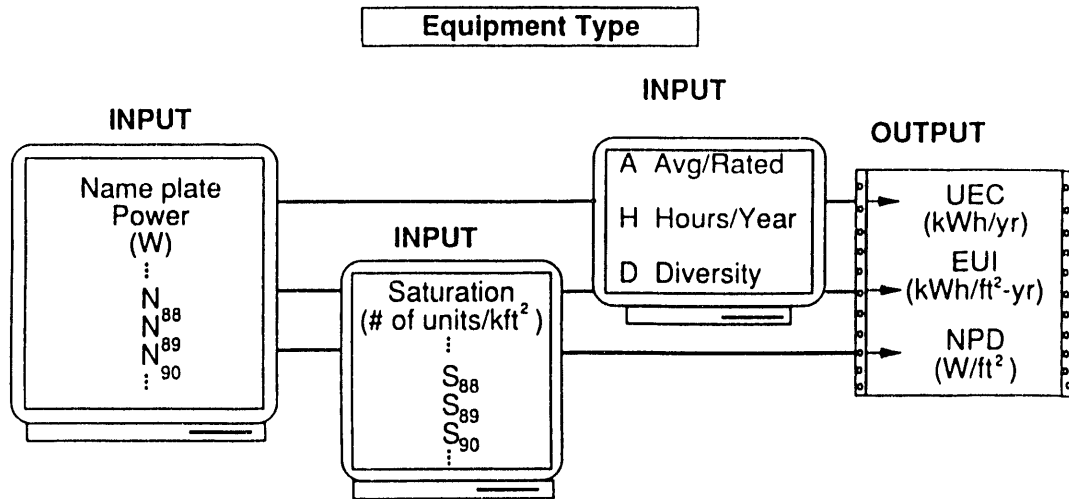 Equipment Type
INPUT
Name plate
Power
(W)
...
N88
N89
N90
...
INPUT
Saturation
(# of units/kft²)
...
S88
S89
S90
...
INPUT
A Avg/Rated
H Hours/Year
D Diversity
OUTPUT
UEC
(kWh/yr)
EUI
(kWh/ft²-yr)
NPD
(W/ft²)